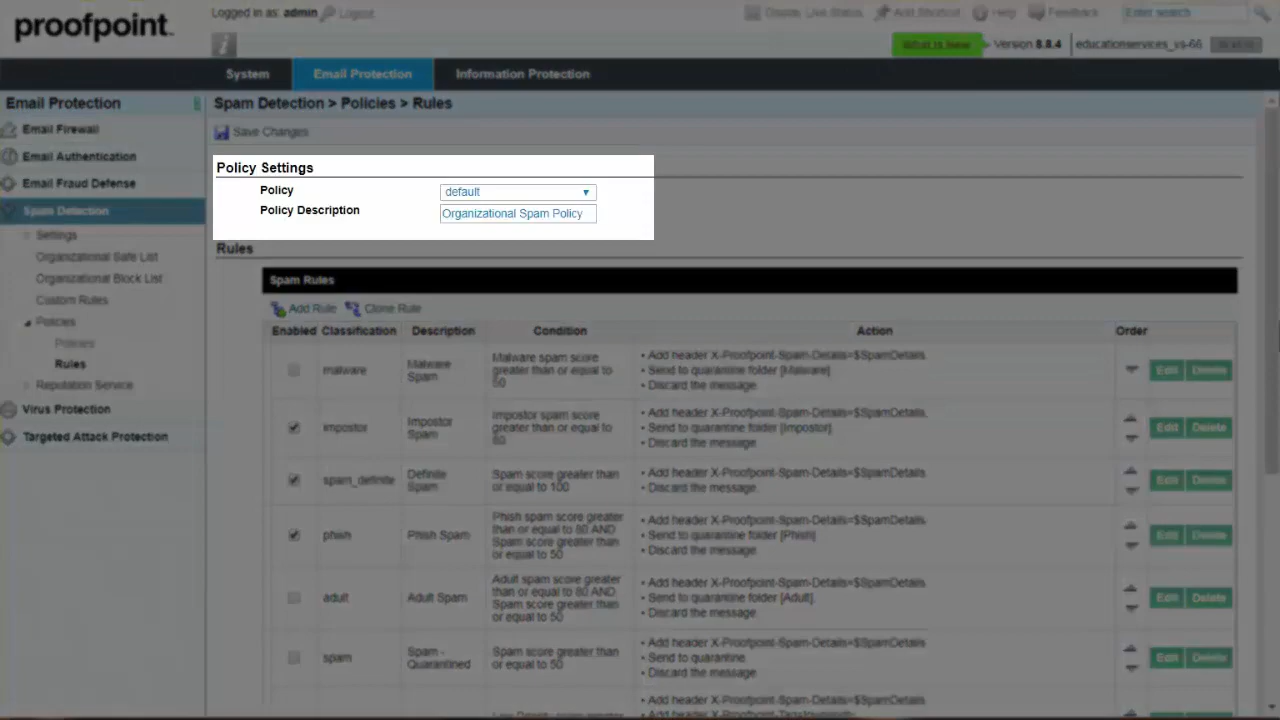 proofpoint.
Logged in as: admin Logout
Display Live Status Add Shortcut Help Feedback Enter search
What is New Version 8.8.4 educationservices_vs-66
System Email Protection Information Protection
Email Protection
Email Firewall
Email Authentication
Email Fraud Defense
Spam Detection
Settings
Organizational Safe List
Organizational Block List
Custom Rules
Policies
Policies
Rules
Reputation Service
Virus Protection
Targeted Attack Protection
Spam Detection > Policies > Rules
Save Changes
Policy Settings
Policy default
Policy Description Organizational Spam Policy
Rules
Spam Rules
Add Rule Clone Rule
Enabled Classification Description Condition Action Order
malware Malware Spam Malware spam score greater than or equal to 50
• Add header X-Proofpoint-Spam-Details=$SpamDetails.
• Send to quarantine folder [Malware]
• Discard the message.
Edit Delete
impostor Impostor Spam Impostor spam score greater than or equal to
• Add header X-Proofpoint-Spam-Details=$SpamDetails.
• Send to quarantine folder [Impostor].
• Discard the message.
Edit Delete
spam_definite Definite Spam Spam score greater than or equal to 100
• Add header X-Proofpoint-Spam-Details=$SpamDetails
• Discard the message.
Edit Delete
phish Phish Spam Phish spam score greater than or equal to 80 AND Spam score greater than or equal to 50
• Add header X-Proofpoint-Spam-Details=$SpamDetails
• Send to quarantine folder [Phish]
• Discard the message.
Edit Delete
adult Adult Spam Adult spam score greater than or equal to 80 AND Spam score greater than or equal to 50
• Add header X-Proofpoint-Spam-Details=$SpamDetails
• Send to quarantine folder [Adult].
• Discard the message.
Edit Delete
spam Spam - Quarantined Spam score greater than or equal to 50
• Add header X-Proofpoint-Spam-Details=$SpamDetails
• Send to quarantine.
• Discard the message.
Edit Delete
• Add header X-Proofpoint-Spam-Details=$SpamDetails